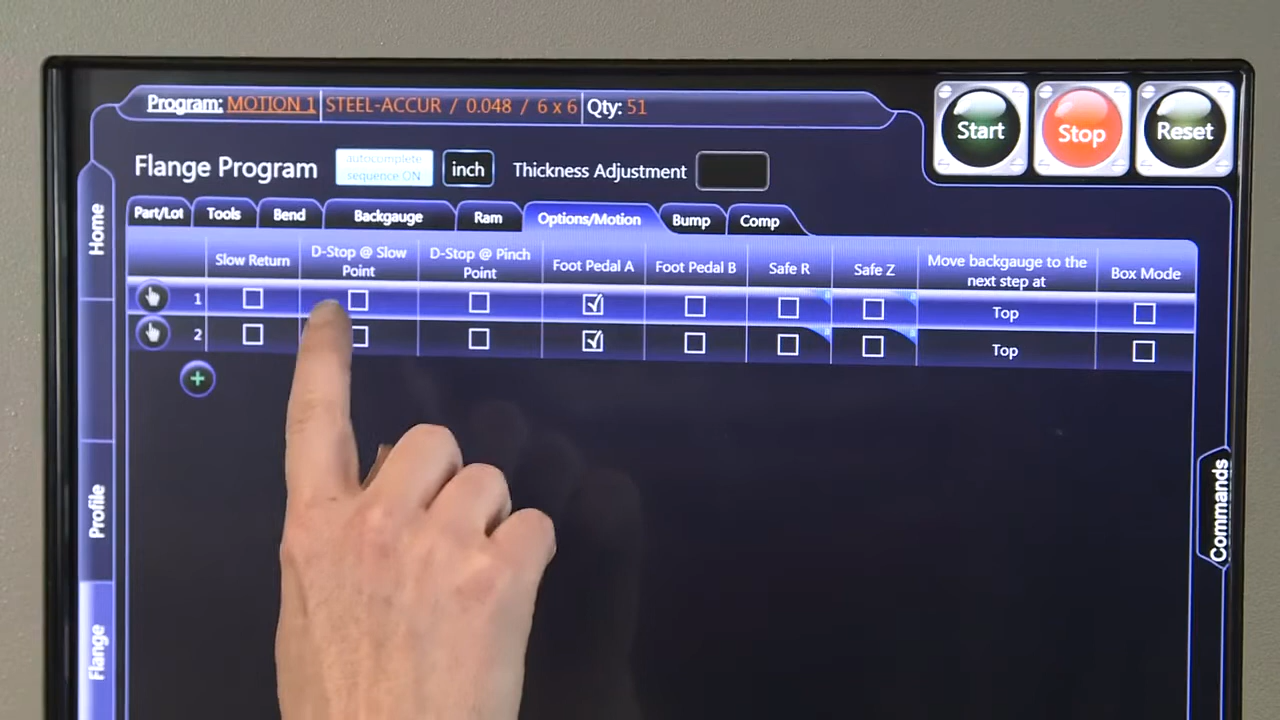 Program: MOTION 1 STEEL-ACCUR / 0.048 / 6 x 6 Qty: 51
Start
Stop
Reset
Flange Program
autocomplete
sequence ON
inch
Thickness Adjustment
Part/Lot
Tools
Bend
Backgauge
Ram
Options/Motion
Bump
Comp
Slow Return
D-Stop @ Slow
Point
D-Stop @ Pinch
Point
Foot Pedal A
Foot Pedal B
Safe R
Safe Z
Move backgauge to the
next step at
Box Mode
1
Top
2
Top
Home
Profile
Flange
Commands